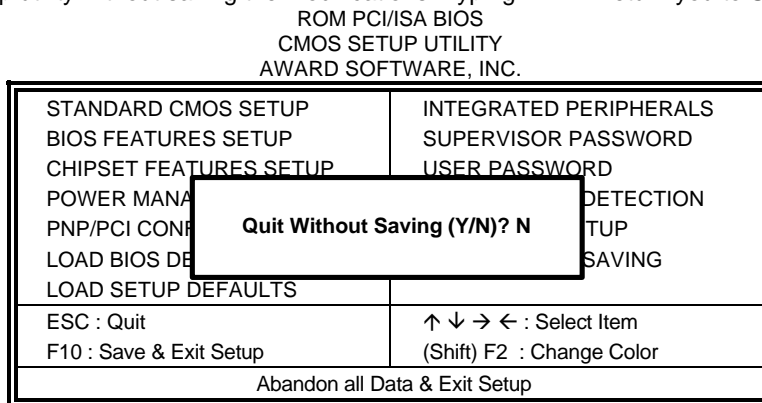 ROM PCI/ISA BIOS
CMOS SETUP UTILITY
AWARD SOFTWARE, INC.
STANDARD CMOS SETUP
BIOS FEATURES SETUP
CHIPSET FEATURES SETUP
POWER MANA
PNP/PCI CONF
LOAD BIOS DE
LOAD SETUP DEFAULTS
INTEGRATED PERIPHERALS
SUPERVISOR PASSWORD
USER PASSWORD
DETECTION
TUP
SAVING
Quit Without Saving (Y/N)? N
ESC : Quit
F10 : Save & Exit Setup
↑ ↓ → ← : Select Item
(Shift) F2 : Change Color
Abandon all Data & Exit Setup